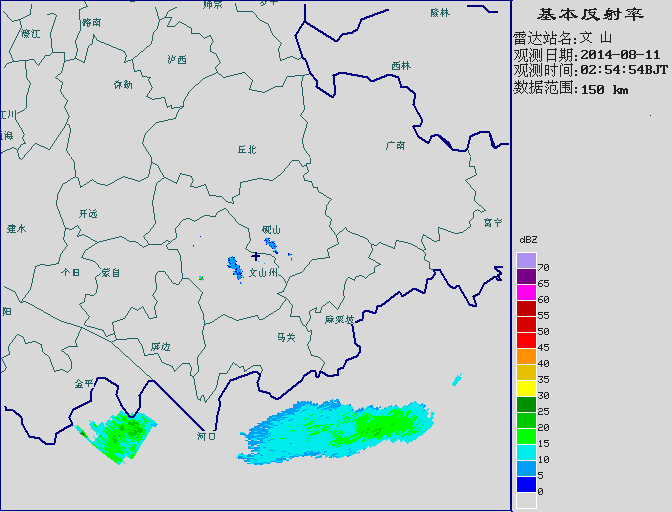 基本反射率
雷达站名:文 山
观测日期:2014-08-11
观测时间:02:54:54BJT
数据范围:150 km
师宗
隆林
路南
泸西
西林
弥勒
丘北
广南
开远
建水
砚山
富宁
个旧
蒙自
文山州
阳
麻栗坡
马关
屏边
金平
河口
江川
海
dBZ
70
65
60
55
50
45
40
35
30
25
20
15
10
5
0